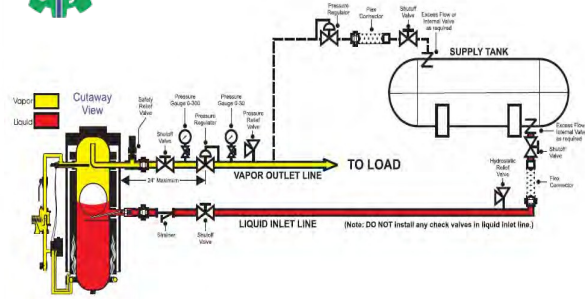 Pressure
Regulator
Flex
Connector
Shutoff
Valve
Excess Flow or
Internal Valve
as required
SUPPLY TANK
Vapor
Liquid
Cutaway
View
Safety
Relief
Valve
Shutoff
Valve
Pressure
Gauge 0-300
Pressure
Regulator
Pressure
Gauge 0-30
Pressure
Relief
Valve
24" Maximum
VAPOR OUTLET LINE
TO LOAD
Excess Flow
Internal Valve
as required
Shutoff
Valve
Hydrostatic
Relief
Valve
Flex
Connector
Strainer
Shutoff
Valve
LIQUID INLET LINE
(Note: DO NOT install any check valves in liquid inlet line.)